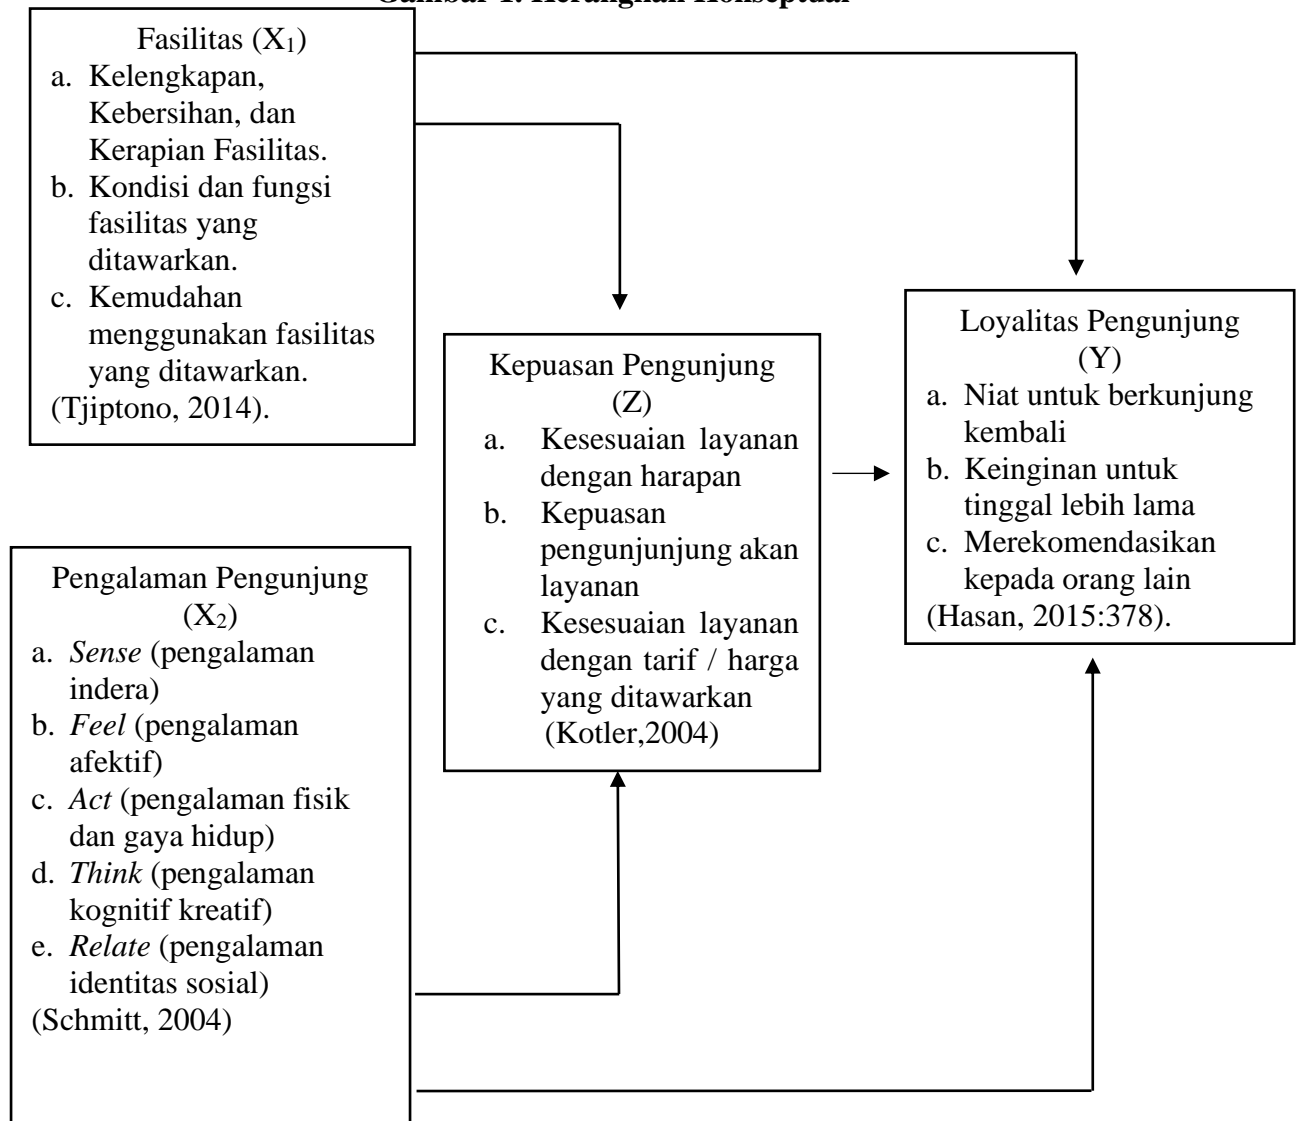 Gambar 1. Kerangkan Konseptual
Fasilitas (X₁)
a. Kelengkapan,
Kebersihan, dan
Kerapian Fasilitas.
b. Kondisi dan fungsi
fasilitas yang
ditawarkan.
c. Kemudahan
menggunakan fasilitas
yang ditawarkan.
(Tjiptono, 2014).
Pengalaman Pengunjung
(X₂)
a. Sense (pengalaman
indera)
b. Feel (pengalaman
afektif)
c. Act (pengalaman fisik
dan gaya hidup)
d. Think (pengalaman
kognitif kreatif)
e. Relate (pengalaman
identitas sosial)
(Schmitt, 2004)
Kepuasan Pengunjung
(Z)
a. Kesesuaian layanan
dengan harapan
b. Kepuasan
pengunjunjung akan
layanan
c. Kesesuaian layanan
dengan tarif / harga
yang ditawarkan
(Kotler,2004)
Loyalitas Pengunjung
(Y)
a. Niat untuk berkunjung
kembali
b. Keinginan untuk
tinggal lebih lama
c. Merekomendasikan
kepada orang lain
(Hasan, 2015:378).